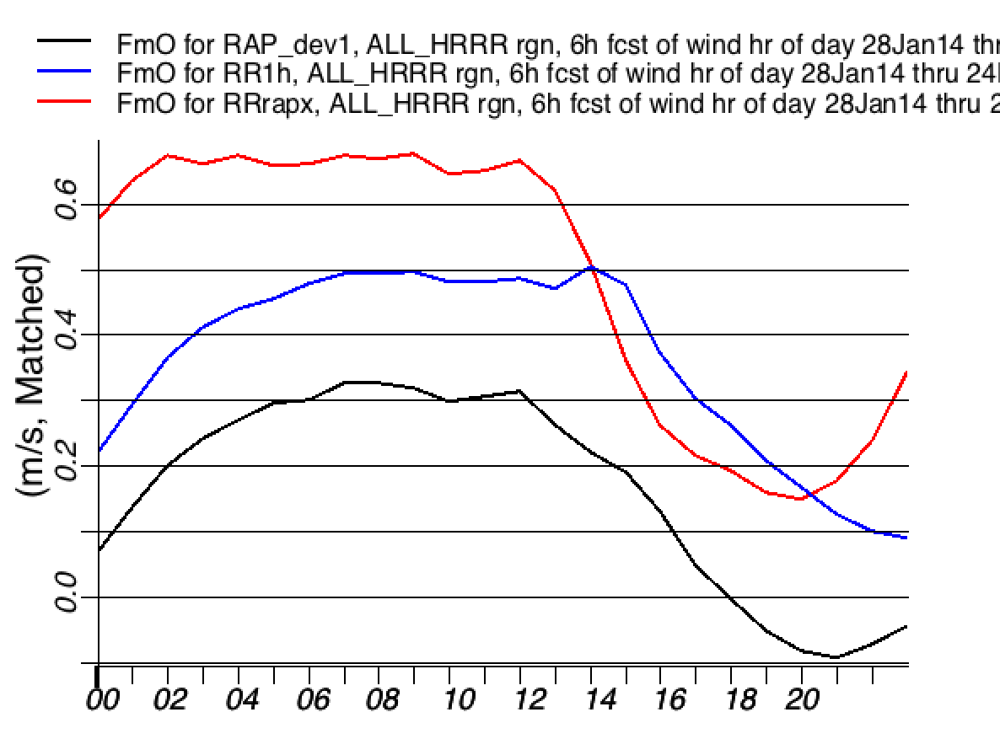 FmO for RAP_dev1, ALL_HRRR rgn, 6h fcst of wind hr of day 28Jan14
FmO for RR1h, ALL_HRRR rgn, 6h fcst of wind hr of day 28Jan14 thru
FmO for RRrapx, ALL_HRRR rgn, 6h fcst of wind hr of day 28Jan14 thru
(m/s, Matched)
0.6
0.4
0.2
0.0
00 02 04 06 08 10 12 14 16 18 20